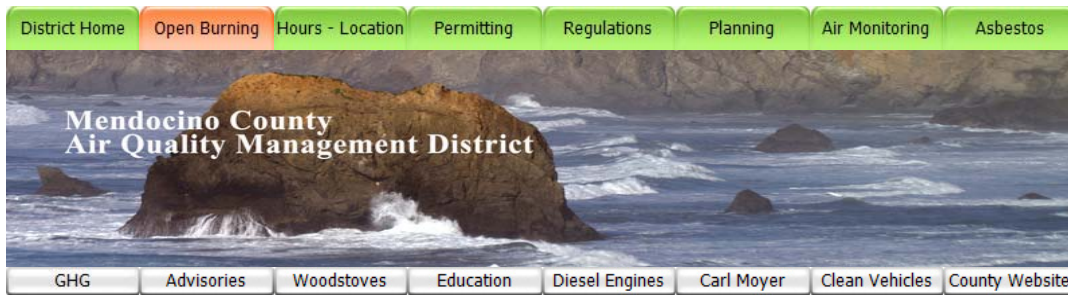 District Home Open Burning Hours - Location Permitting Regulations Planning Air Monitoring Asbestos
Mendocino County
Air Quality Management District
GHG Advisories Woodstoves Education Diesel Engines Carl Moyer Clean Vehicles County Website